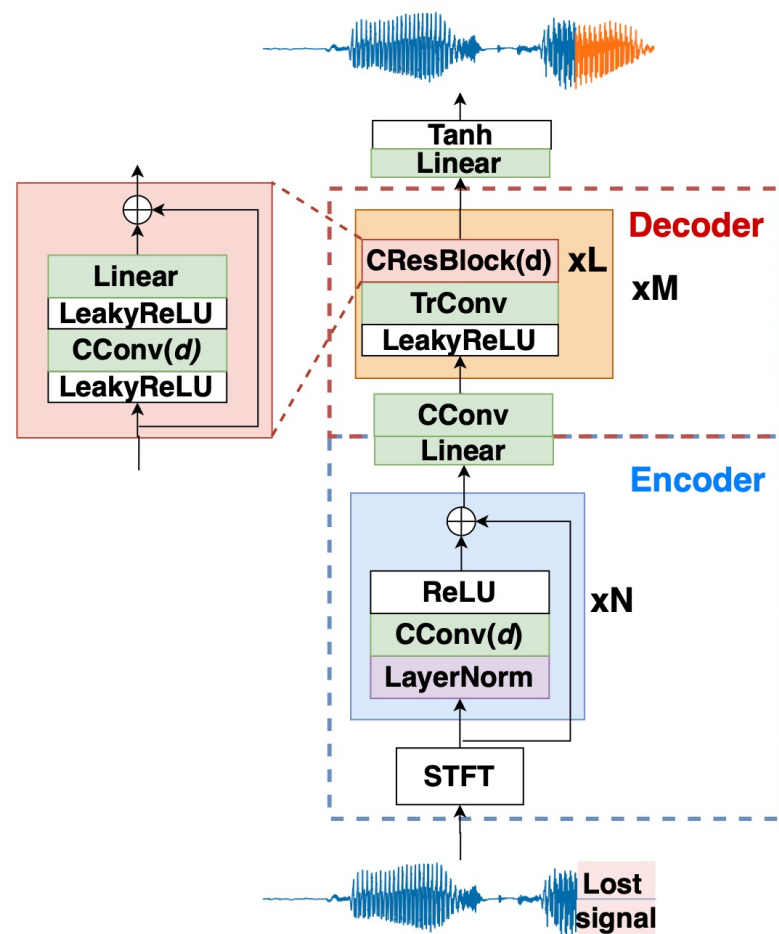 Tanh
Linear
Decoder
CResBlock(d)
xL
TrConv
xM
LeakyReLU
Linear
LeakyReLU
CConv(d)
LeakyReLU
CConv
Linear
Encoder
ReLU
xN
CConv(d)
LayerNorm
STFT
Lost
signal